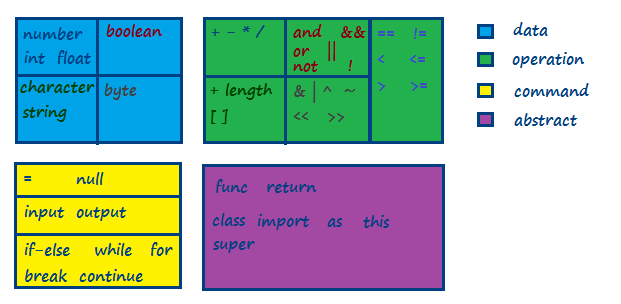 number
int float
boolean
character
string
byte
+ - * /
and &&
or ||
not !
== !=
< <=
> >=
+ length
[ ]
& | ^ ~
<< >>
data
operation
command
abstract
= null
input output
if-else while for
break continue
func return
class import as this
super